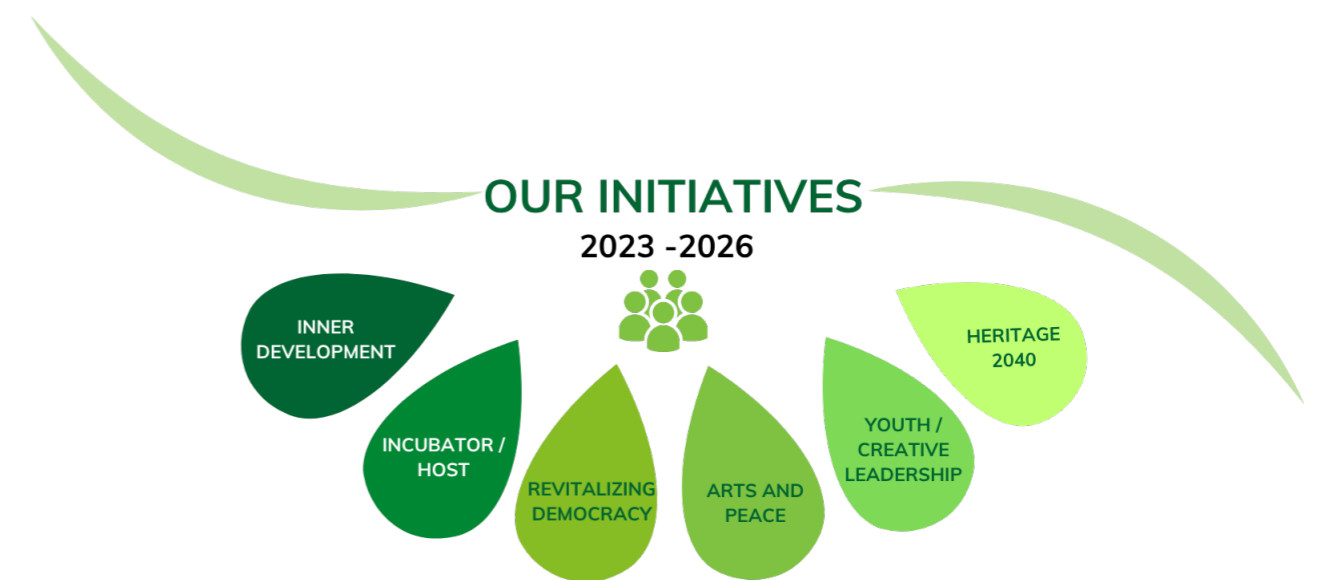 OUR INITIATIVES
2023 -2026
INNER
DEVELOPMENT
INCUBATOR /
HOST
REVITALIZING
DEMOCRACY
ARTS AND
PEACE
YOUTH /
CREATIVE
LEADERSHIP
HERITAGE
2040